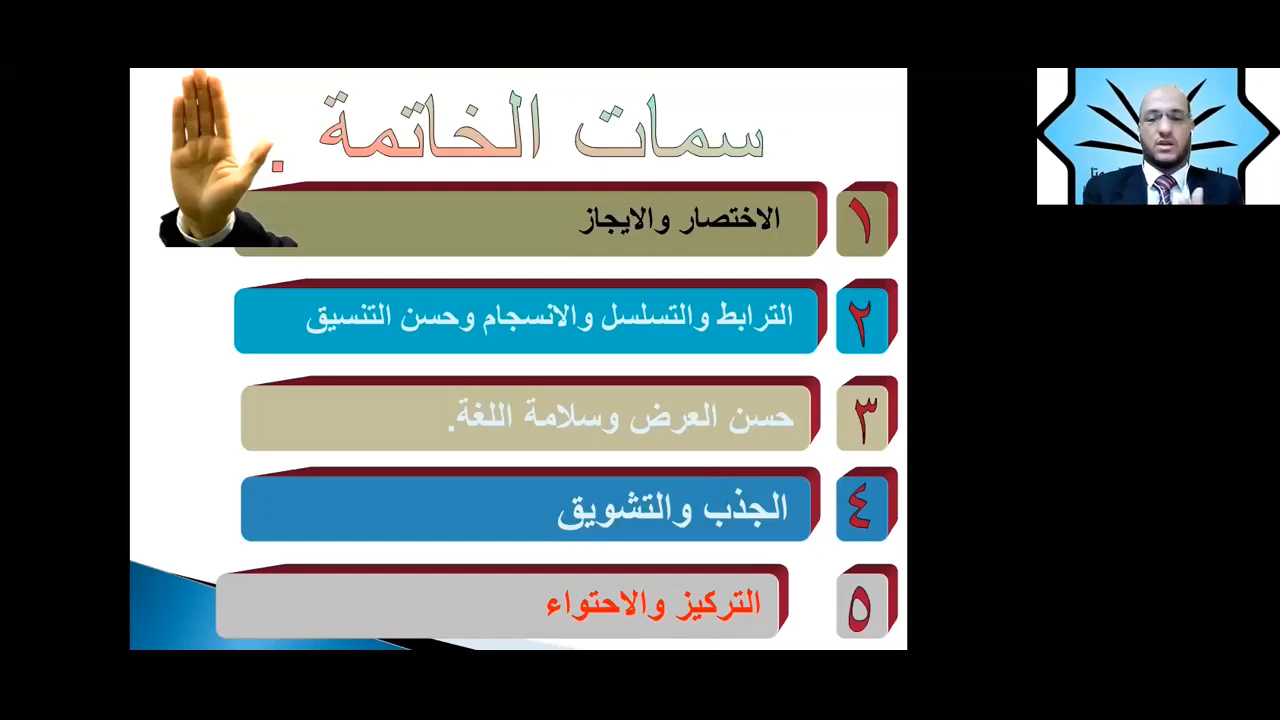 سمات الخاتمة .
١ الاختصار والايجاز
٢ الترابط والتسلسل والانسجام وحسن التنسيق
٣ حسن العرض وسلامة اللغة.
٤ الجذب والتشويق
٥ التركيز والاحتواء